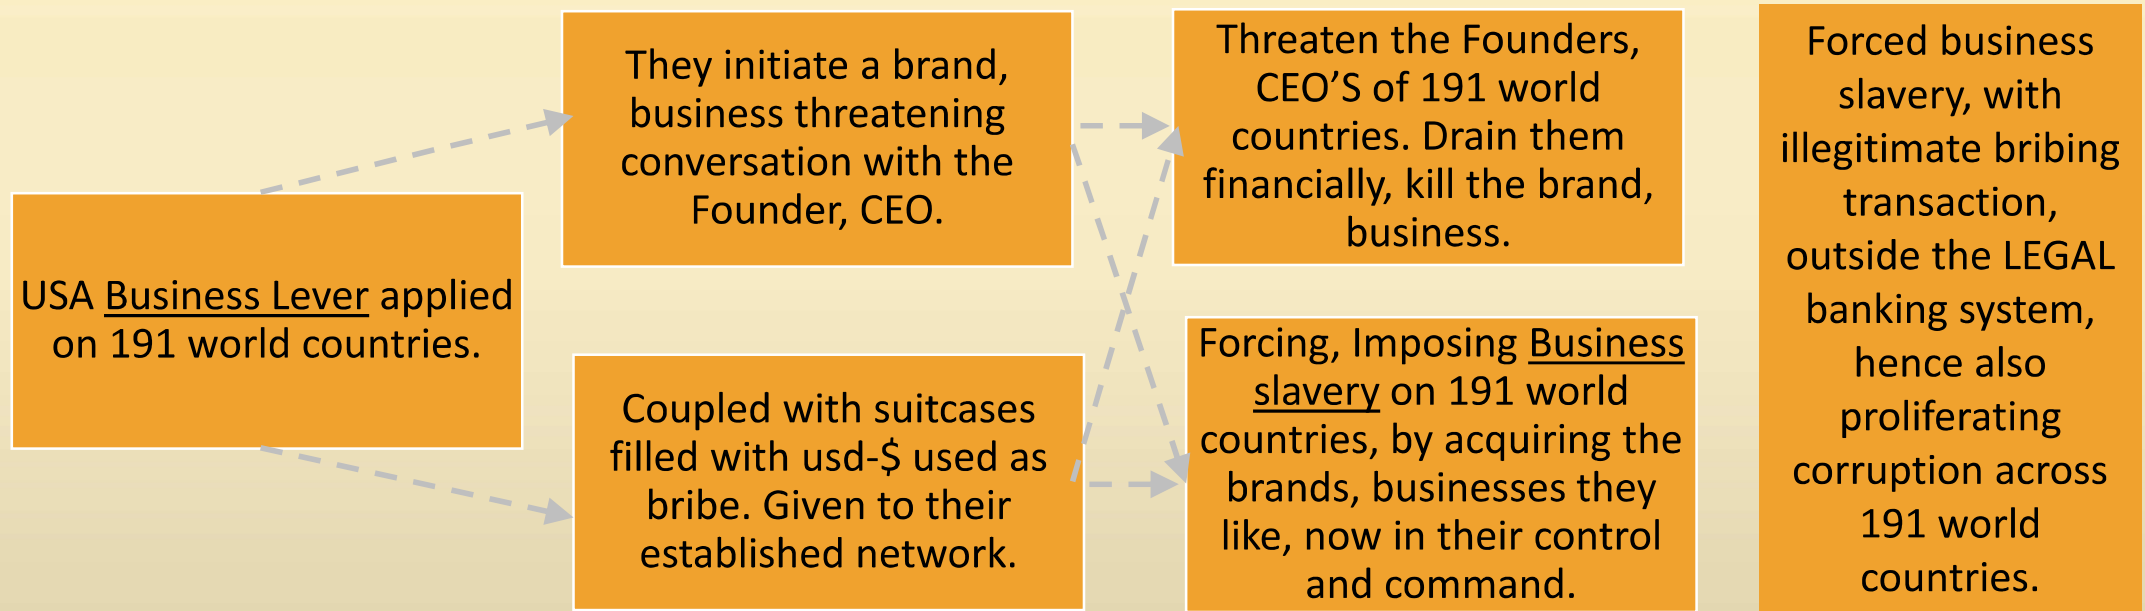 USA Business Lever applied
on 191 world countries.
They initiate a brand,
business threatening
conversation with the
Founder, CEO.
Coupled with suitcases
filled with usd-$ used as
bribe. Given to their
established network.
Threaten the Founders,
CEO’S of 191 world
countries. Drain them
financially, kill the brand,
business.
Forcing, Imposing Business
slavery on 191 world
countries, by acquiring the
brands, businesses they
like, now in their control
and command.
Forced business
slavery, with
illegitimate bribing
transaction,
outside the LEGAL
banking system,
hence also
proliferating
corruption across
191 world
countries.